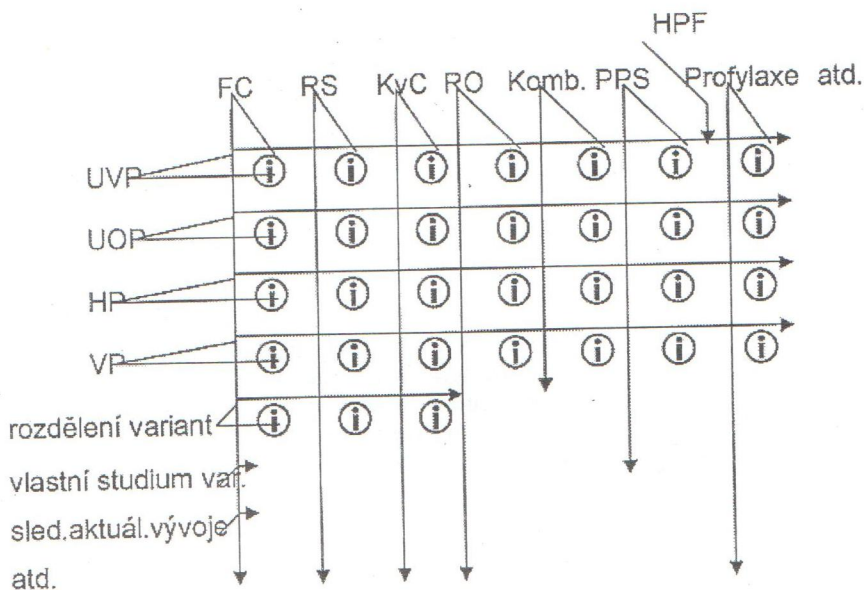 HPF
FC RS KvC RO Komb. PPS Profylaxe atd.
UVP i i i i i i i
UOP i i i i i i i
HP i i i i i i i
VP i i i i i i i
rozdělení variant i i i
vlastní studium var.
sled.aktuál.vývoje
atd.